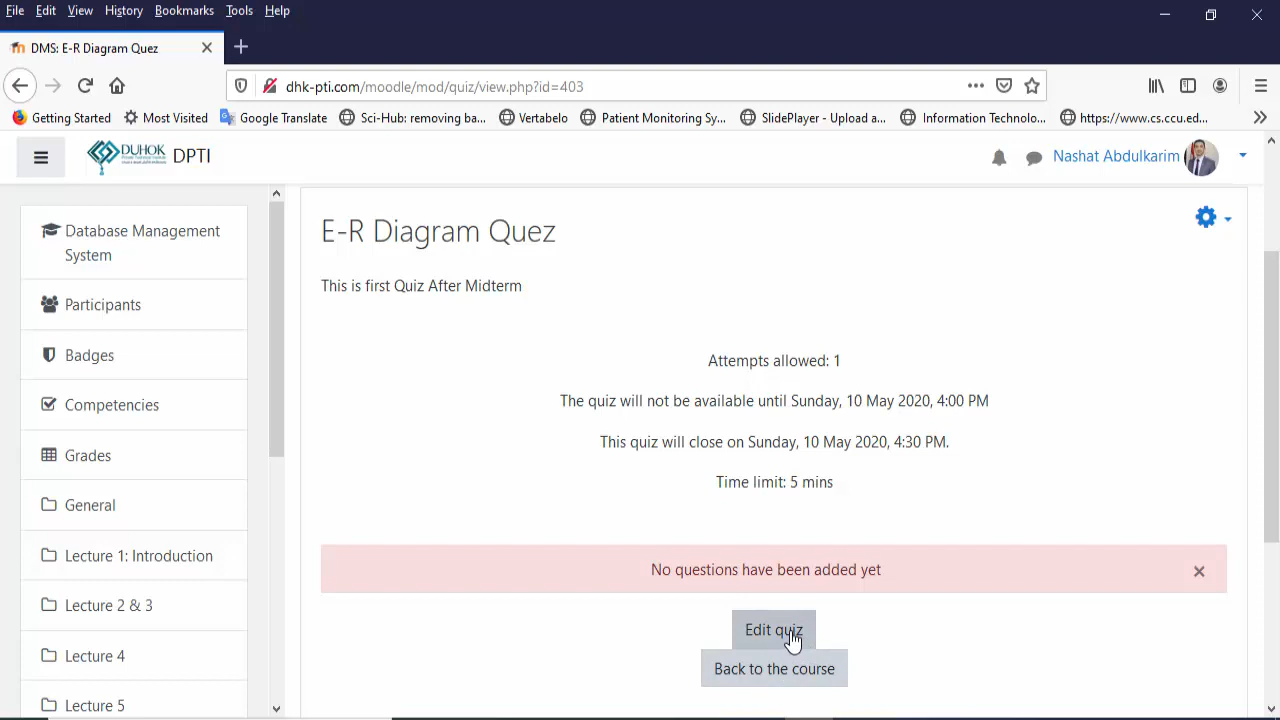 File Edit View History Bookmarks Tools Help
DMS: E-R Diagram Quez
dhk-pti.com/moodle/mod/quiz/view.php?id=403
Getting Started Most Visited Google Translate Sci-Hub: removing ba... Vertabelo Patient Monitoring Sy... SlidePlayer - Upload a... Information Technolo... https://www.cs.ccu.ed...
DUHOK DPTI Nashat Abdulkarim
Database Management
System
Participants
Badges
Competencies
Grades
General
Lecture 1: Introduction
Lecture 2 & 3
Lecture 4
Lecture 5
E-R Diagram Quez
This is first Quiz After Midterm
Attempts allowed: 1
The quiz will not be available until Sunday, 10 May 2020, 4:00 PM
This quiz will close on Sunday, 10 May 2020, 4:30 PM.
Time limit: 5 mins
No questions have been added yet
Edit quiz
Back to the course